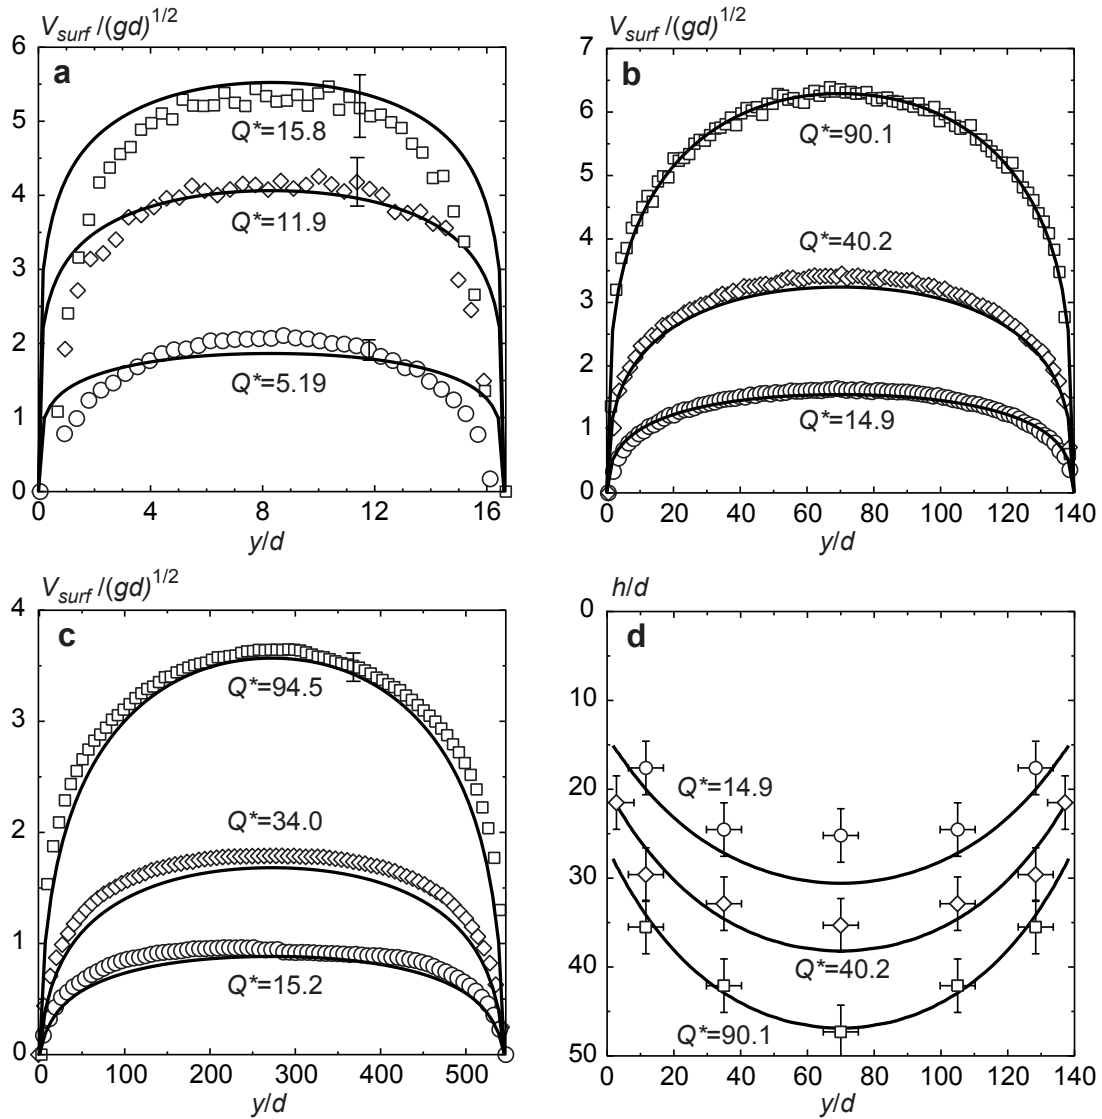 V_surf /(gd)^1/2
a
6
5
4
3
2
1
0
Q*=15.8
Q*=11.9
Q*=5.19
0 4 8 12 16
y/d
V_surf /(gd)^1/2
b
7
6
5
4
3
2
1
0
Q*=90.1
Q*=40.2
Q*=14.9
0 20 40 60 80 100 120 140
y/d
V_surf /(gd)^1/2
c
4
3
2
1
0
Q*=94.5
Q*=34.0
Q*=15.2
0 100 200 300 400 500
y/d
h/d
d
0
10
20
30
40
50
Q*=14.9
Q*=40.2
Q*=90.1
0 20 40 60 80 100 120 140
y/d